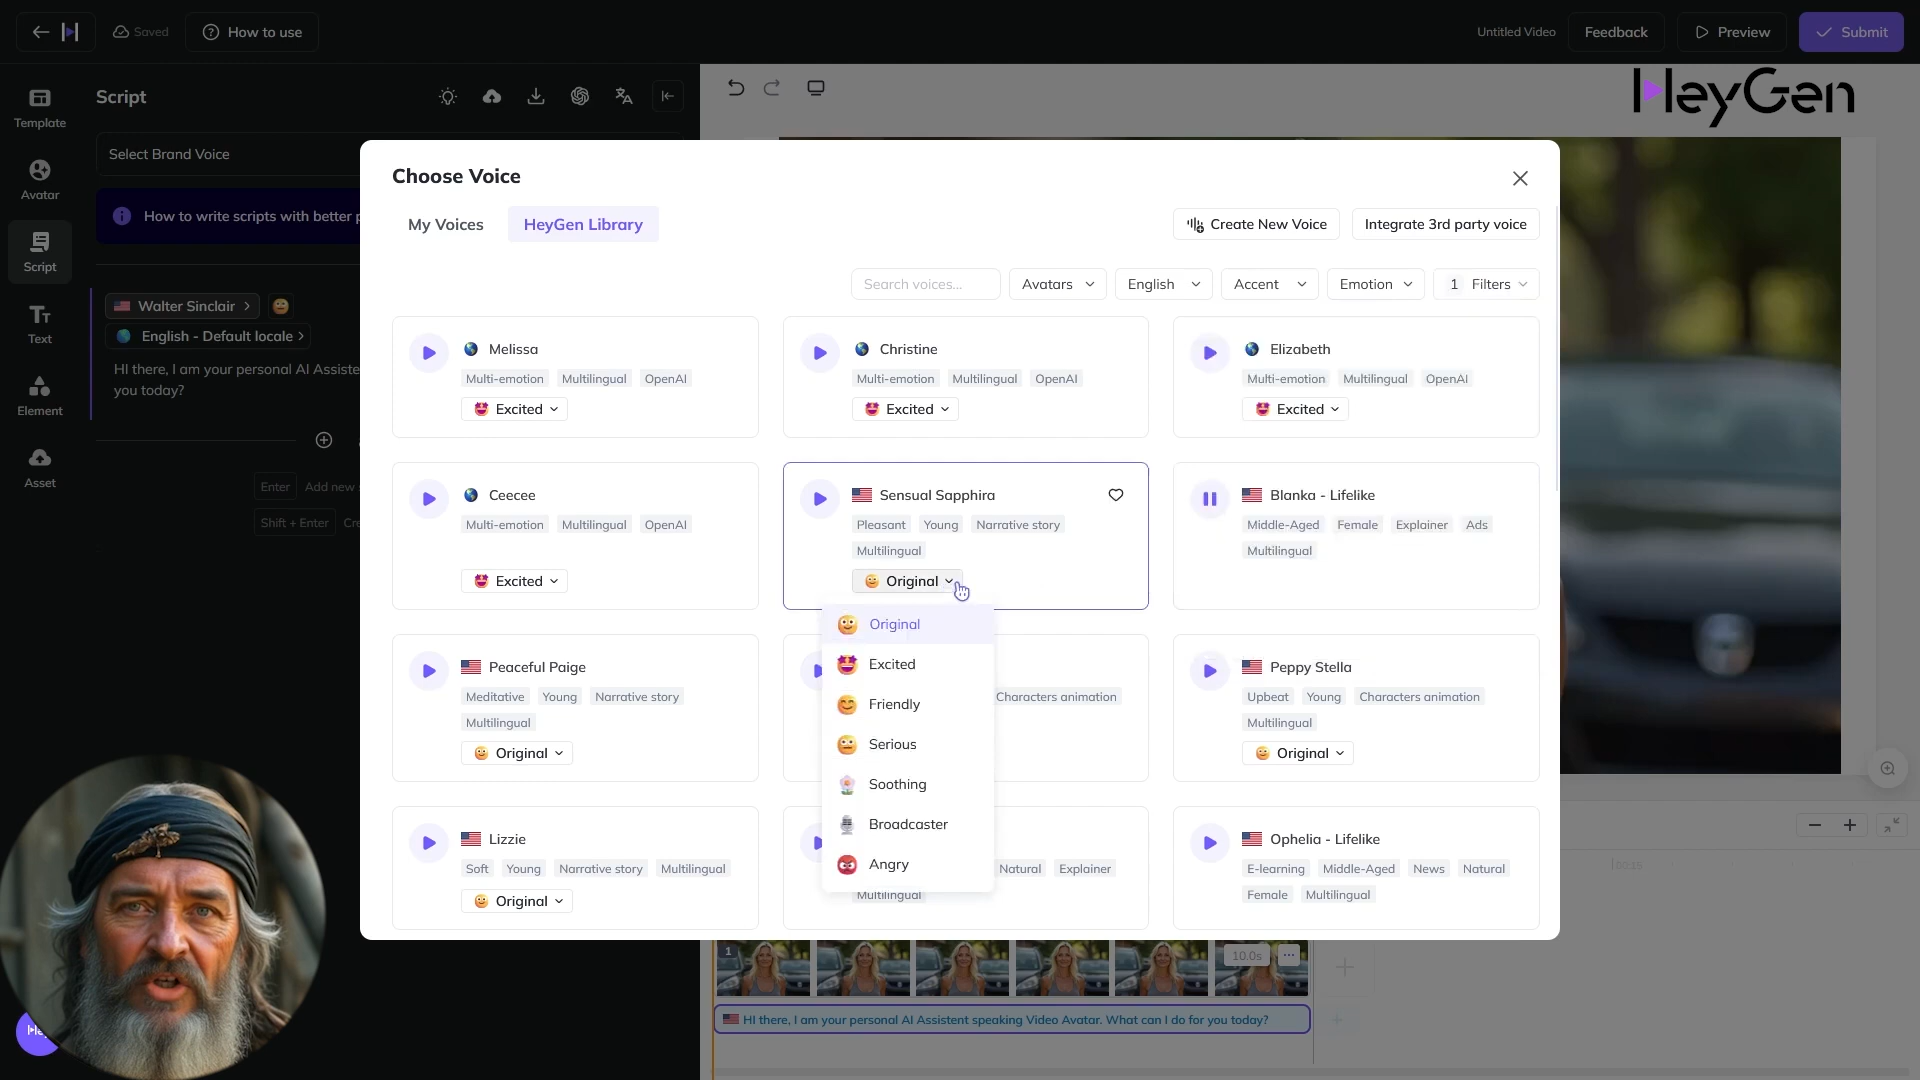 Saved
How to use
Untitled Video
Feedback
Preview
Submit
Template
Avatar
Script
Text
Element
Asset
Script
Select Brand Voice
How to write scripts with better
Walter Sinclair
English - Default locale
HI there, I am your personal AI Assiste
you today?
Enter Add new
Shift + Enter
HeyGen
Choose Voice
My Voices
HeyGen Library
Create New Voice
Integrate 3rd party voice
Search voices...
Avatars
English
Accent
Emotion
1 Filters
Melissa
Multi-emotion Multilingual OpenAI
Excited
Christine
Multi-emotion Multilingual OpenAI
Excited
Elizabeth
Multi-emotion Multilingual OpenAI
Excited
Ceecee
Multi-emotion Multilingual OpenAI
Excited
Sensual Sapphira
Pleasant Young Narrative story
Multilingual
Original
Blanka - Lifelike
Middle-Aged Female Explainer Ads
Multilingual
Original
Excited
Friendly
Serious
Soothing
Broadcaster
Angry
Peaceful Paige
Meditative Young Narrative story
Multilingual
Original
Characters animation
Peppy Stella
Upbeat Young Characters animation
Multilingual
Original
Lizzie
Soft Young Narrative story Multilingual
Original
Natural Explainer
Multilingual
Ophelia - Lifelike
E-learning Middle-Aged News Natural
Female Multilingual
1
10.0s
HI there, I am your personal AI Assistent speaking Video Avatar. What can I do for you today?